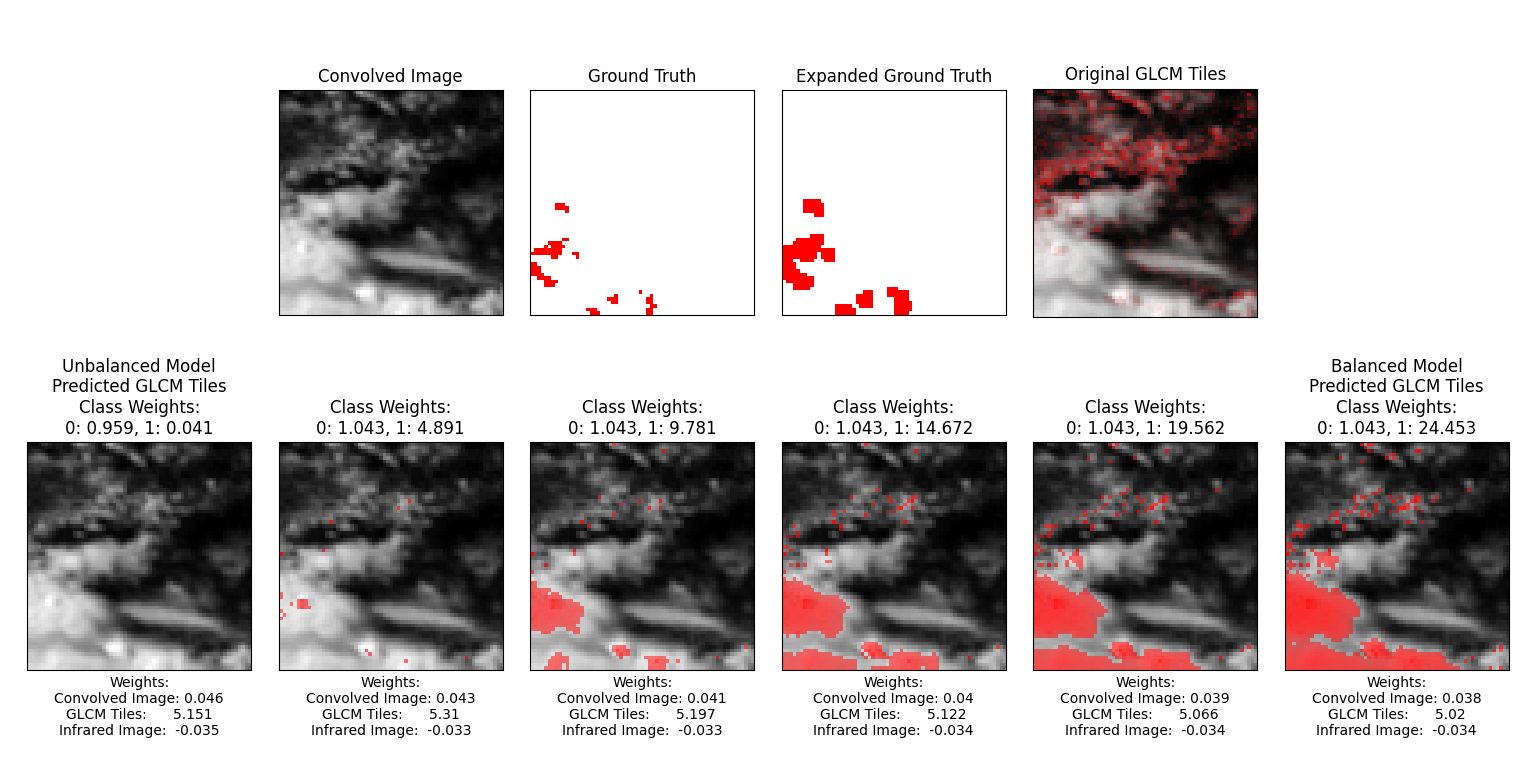 Convolved Image
Ground Truth
Expanded Ground Truth
Original GLCM Tiles
Unbalanced Model
Predicted GLCM Tiles
Class Weights:
0: 0.959, 1: 0.041
Class Weights:
0: 1.043, 1: 4.891
Class Weights:
0: 1.043, 1: 9.781
Class Weights:
0: 1.043, 1: 14.672
Class Weights:
0: 1.043, 1: 19.562
Balanced Model
Predicted GLCM Tiles
Class Weights:
0: 1.043, 1: 24.453
Weights:
Convolved Image: 0.046
GLCM Tiles: 5.151
Infrared Image: -0.035
Weights:
Convolved Image: 0.043
GLCM Tiles: 5.31
Infrared Image: -0.033
Weights:
Convolved Image: 0.041
GLCM Tiles: 5.197
Infrared Image: -0.033
Weights:
Convolved Image: 0.04
GLCM Tiles: 5.122
Infrared Image: -0.034
Weights:
Convolved Image: 0.039
GLCM Tiles: 5.066
Infrared Image: -0.034
Weights:
Convolved Image: 0.038
GLCM Tiles: 5.02
Infrared Image: -0.034